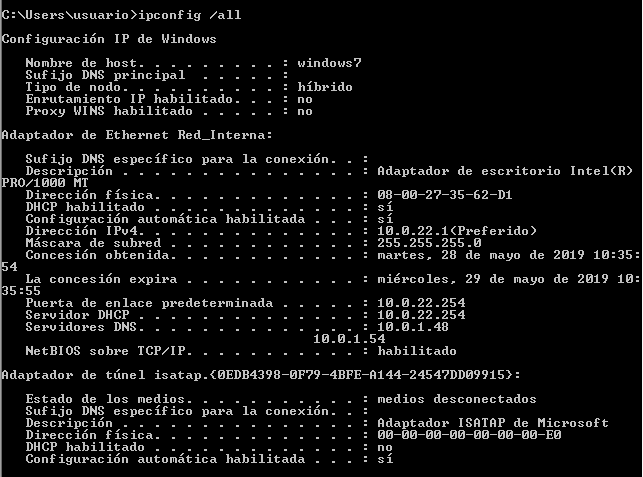 C:\Users\usuario>ipconfig /all
Configuración IP de Windows
Nombre de host. . . . . . . . . : windows7
Sufijo DNS principal  . . . . . :
Tipo de nodo. . . . . . . . . . : híbrido
Enrutamiento IP habilitado. . . : no
Proxy WINS habilitado . . . . . : no
Adaptador de Ethernet Red_Interna:
Sufijo DNS específico para la conexión. . :
Descripción . . . . . . . . . . . . . . . : Adaptador de escritorio Intel(R)
PRO/1000 MT
Dirección física. . . . . . . . . . . . . : 08-00-27-35-62-D1
DHCP habilitado . . . . . . . . . . . . . : sí
Configuración automática habilitada . . . : sí
Dirección IPv4. . . . . . . . . . . . . . : 10.0.22.1(Preferido)
Máscara de subred . . . . . . . . . . . . : 255.255.255.0
Concesión obtenida. . . . . . . . . . . . : martes, 28 de mayo de 2019 10:35:
54
La concesión expira . . . . . . . . . . . : miércoles, 29 de mayo de 2019 10:
35:55
Puerta de enlace predeterminada . . . . . : 10.0.22.254
Servidor DHCP . . . . . . . . . . . . . . : 10.0.22.254
Servidores DNS. . . . . . . . . . . . . . : 10.0.1.48
10.0.1.54
NetBIOS sobre TCP/IP. . . . . . . . . . . : habilitado
Adaptador de túnel isatap.{0EDB4398-0F79-4BFE-A144-24547DD09915}:
Estado de los medios. . . . . . . . . . . : medios desconectados
Sufijo DNS específico para la conexión. . :
Descripción . . . . . . . . . . . . . . . : Adaptador ISATAP de Microsoft
Dirección física. . . . . . . . . . . . . : 00-00-00-00-00-00-00-E0
DHCP habilitado . . . . . . . . . . . . . : no
Configuración automática habilitada . . . : sí